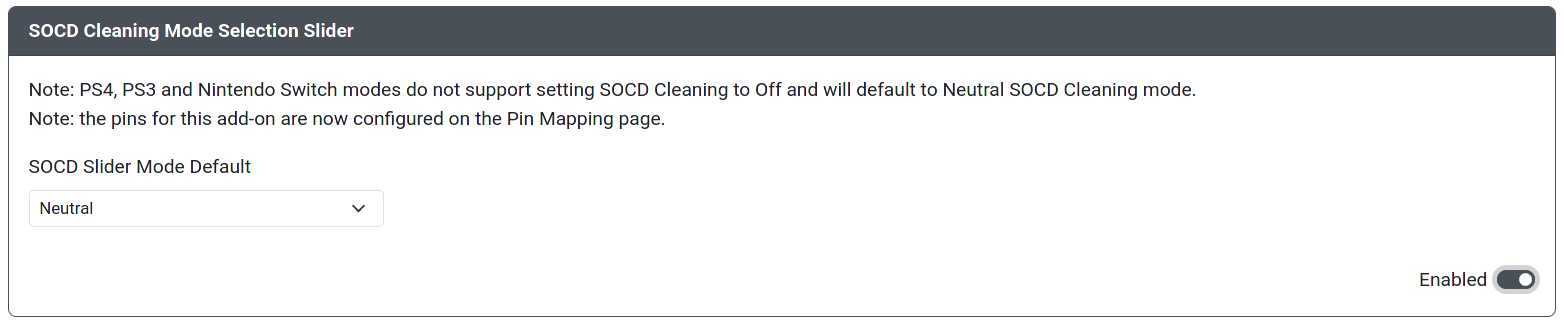 SOCD Cleaning Mode Selection Slider
Note: PS4, PS3 and Nintendo Switch modes do not support setting SOCD Cleaning to Off and will default to Neutral SOCD Cleaning mode.
Note: the pins for this add-on are now configured on the Pin Mapping page.
SOCD Slider Mode Default
Neutral
Enabled